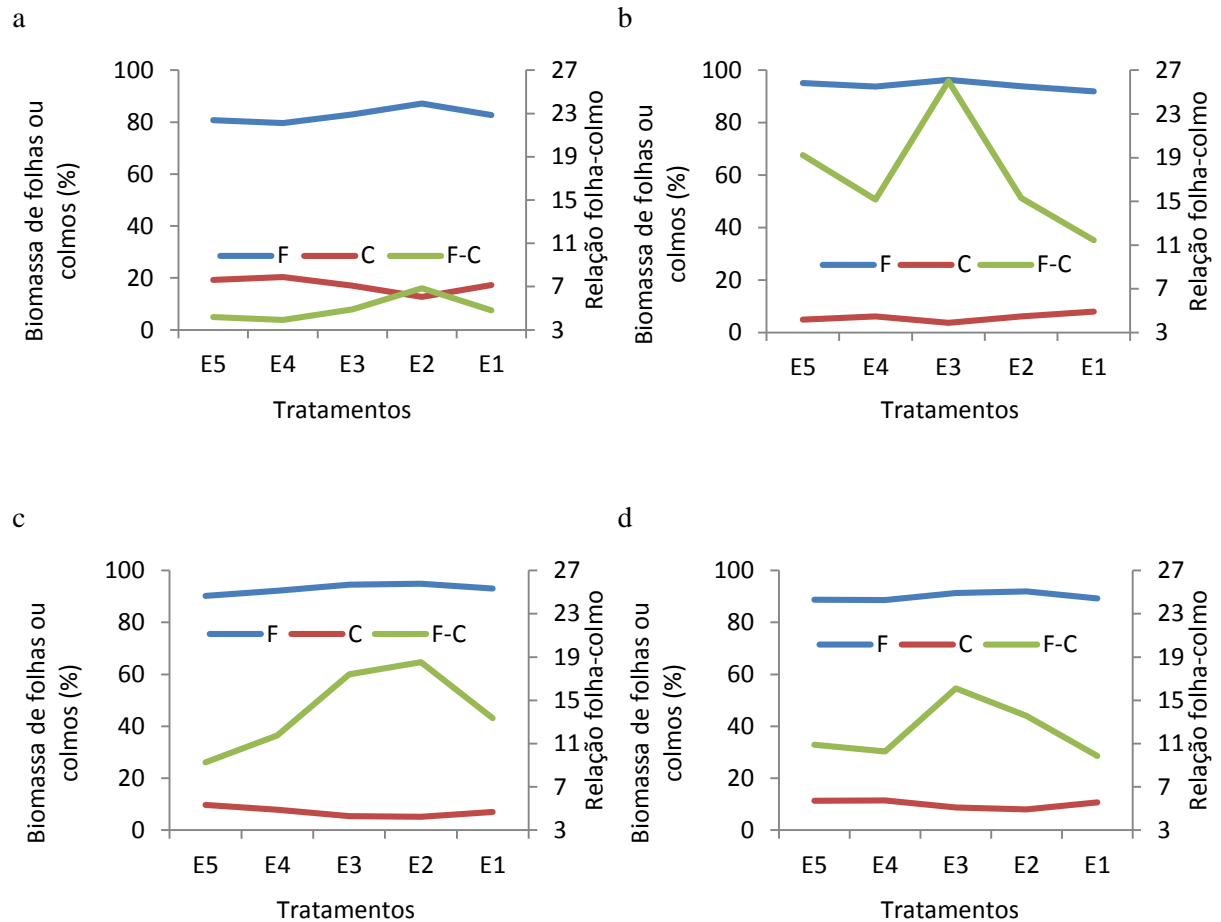 a
Biomassa de folhas ou
colmos (%)
100
80
60
40
20
0
F C F-C
27
23
19
15
11
7
3
Relação folha-colmo
E5 E4 E3 E2 E1
Tratamentos
b
Biomassa de folhas ou
colmos (%)
100
80
60
40
20
0
F C F-C
27
23
19
15
11
7
3
Relação folha-colmo
E5 E4 E3 E2 E1
Tratamentos
c
Biomassa de folhas ou
colmos (%)
100
80
60
40
20
0
F C F-C
27
23
19
15
11
7
3
Relação folha-colmo
E5 E4 E3 E2 E1
Tratamentos
d
Biomassa de folhas ou
colmos (%)
100
80
60
40
20
0
F C F-C
27
23
19
15
11
7
3
Relação folha-colmo
E5 E4 E3 E2 E1
Tratamentos